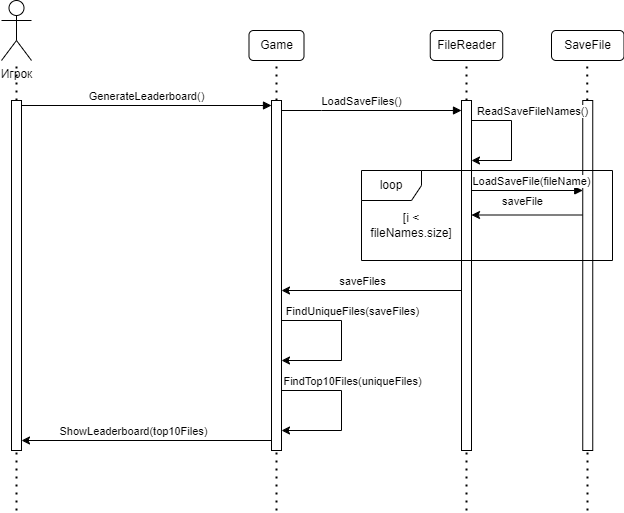 Игрок
Game
FileReader
SaveFile
GenerateLeaderboard()
LoadSaveFiles()
ReadSaveFileNames()
loop
LoadSaveFile(fileName)
saveFile
[i <
fileNames.size]
saveFiles
FindUniqueFiles(saveFiles)
FindTop10Files(uniqueFiles)
ShowLeaderboard(top10Files)